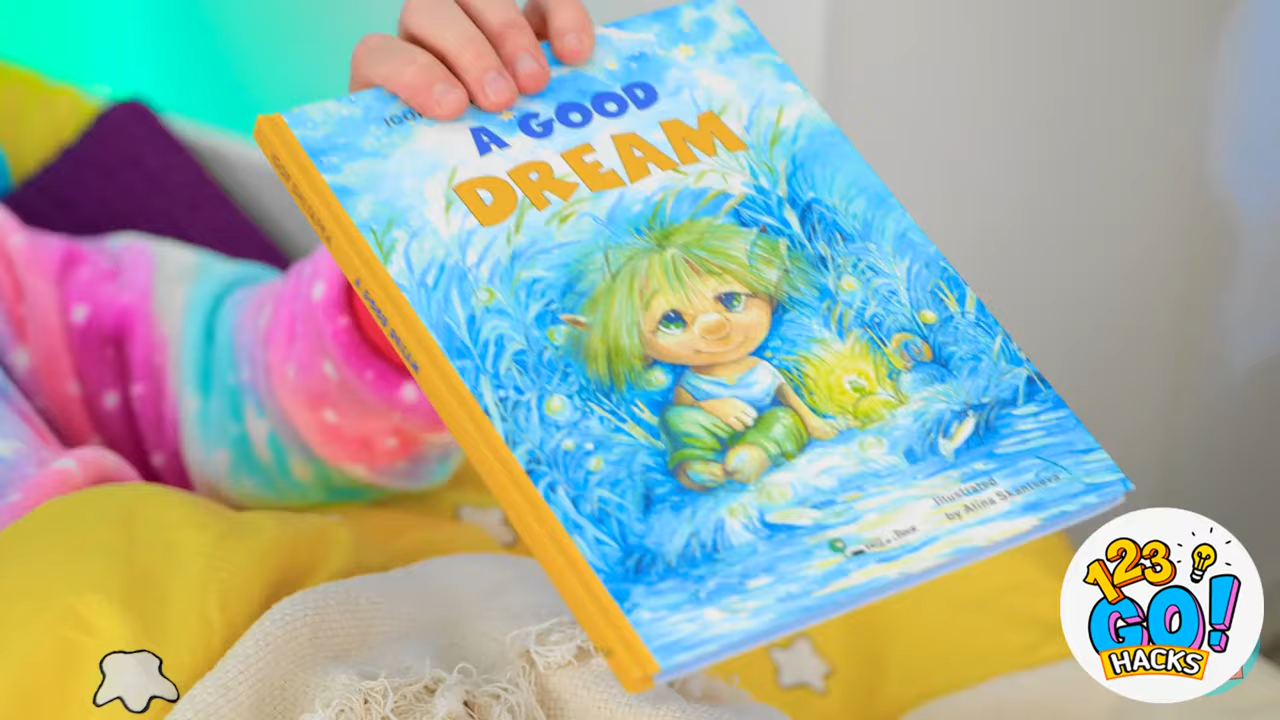 A GOOD
DREAM
A GOOD DREAM
Illustrated
by Alina Skantseva
123
GO!
HACKS